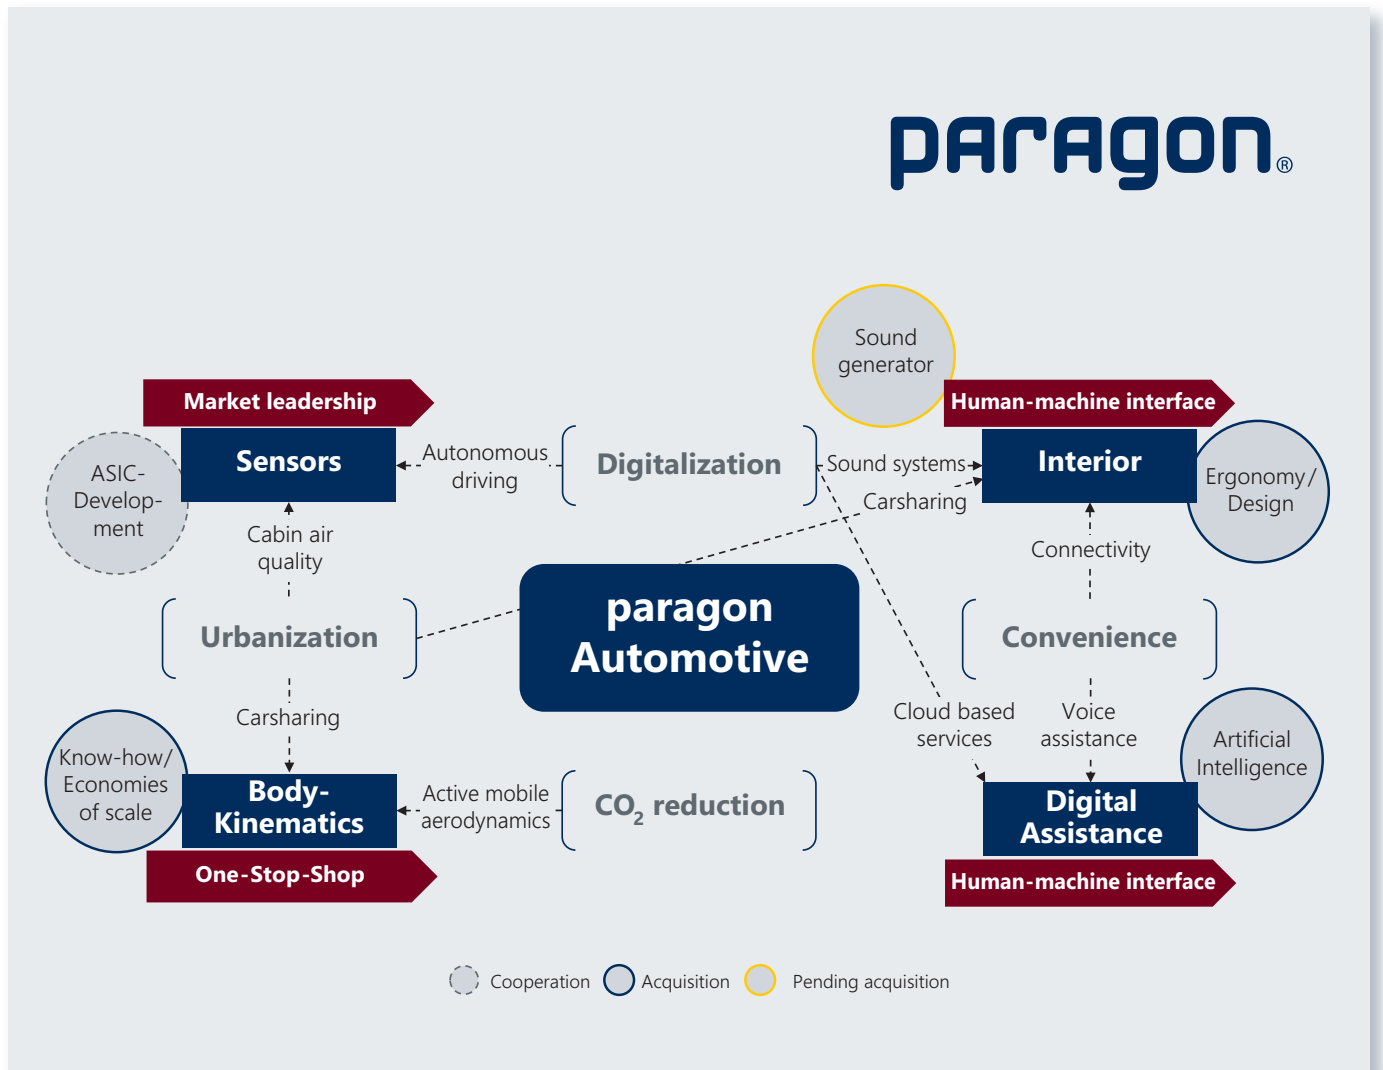 paragon®
Sound
generator
Market leadership
Human-machine interface
Sensors
Autonomous
driving
Digitalization
Sound systems
Carsharing
Interior
ASIC-
Develop-
ment
Ergonomy/
Design
Cabin air
quality
Connectivity
paragon
Automotive
Urbanization
Convenience
Carsharing
Cloud based
services
Voice
assistance
Know-how/
Economies
of scale
Artificial
Intelligence
Body-
Kinematics
Active mobile
aerodynamics
CO₂ reduction
Digital
Assistance
One-Stop-Shop
Human-machine interface
Cooperation
Acquisition
Pending acquisition